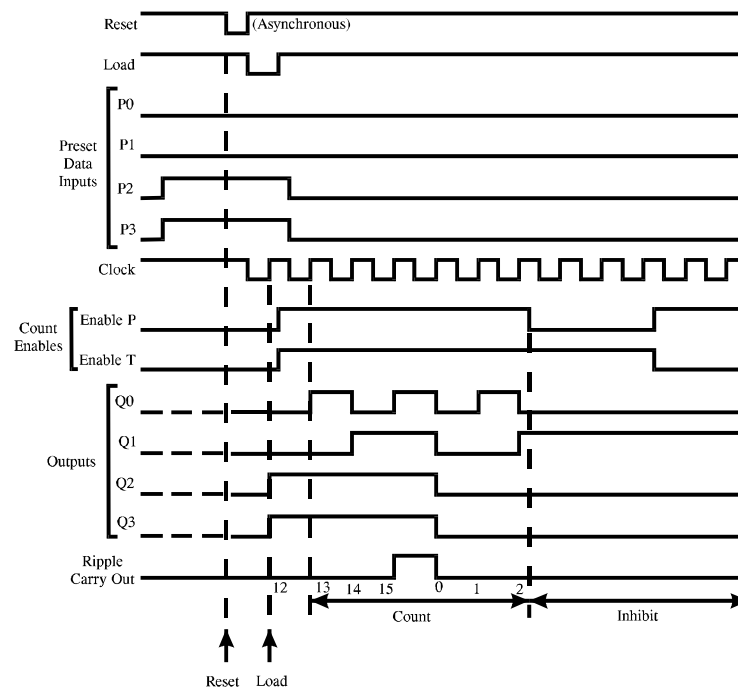 Reset
(Asynchronous)
Load
P0
P1
Preset
Data
Inputs
P2
P3
Clock
Count
Enables
Enable P
Enable T
Q0
Q1
Outputs
Q2
Q3
Ripple
Carry Out
12 13 14 15 0 1 2
Count
Inhibit
Reset
Load